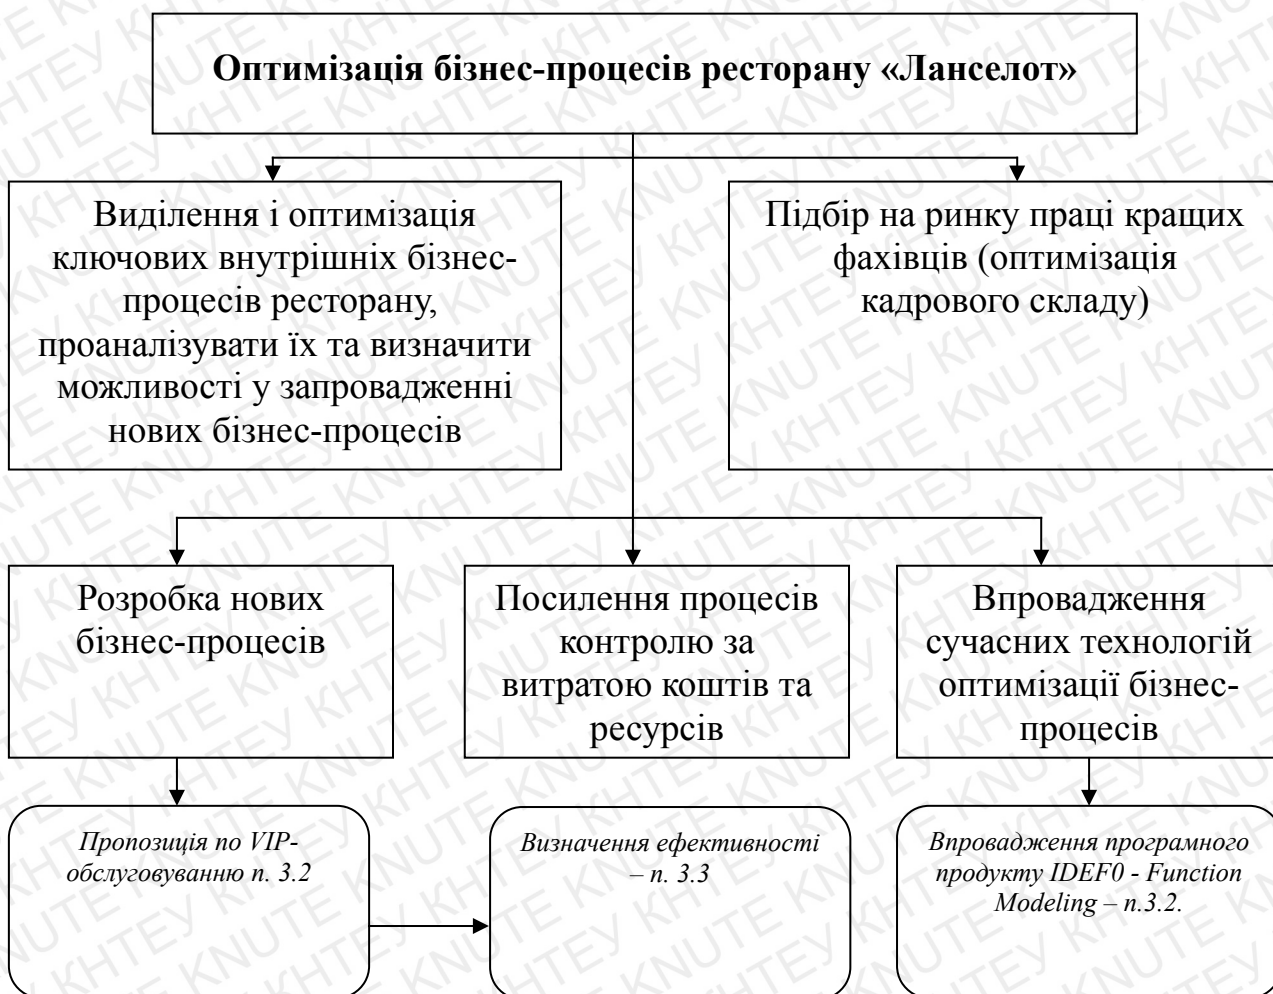 Оптимізація бізнес-процесів ресторану «Ланселот»
Виділення і оптимізація
ключових внутрішніх бізнес-
процесів ресторану,
проаналізувати їх та визначити
можливості у запровадженні
нових бізнес-процесів
Підбір на ринку праці кращих
фахівців (оптимізація
кадрового складу)
Розробка нових
бізнес-процесів
Посилення процесів
контролю за
витратою коштів та
ресурсів
Впровадження
сучасних технологій
оптимізації бізнес-
процесів
Пропозиція по VIP-
обслуговуванню п. 3.2
Визначення ефективності
– п. 3.3
Впровадження програмного
продукту IDEF0 - Function
Modeling – п.3.2.